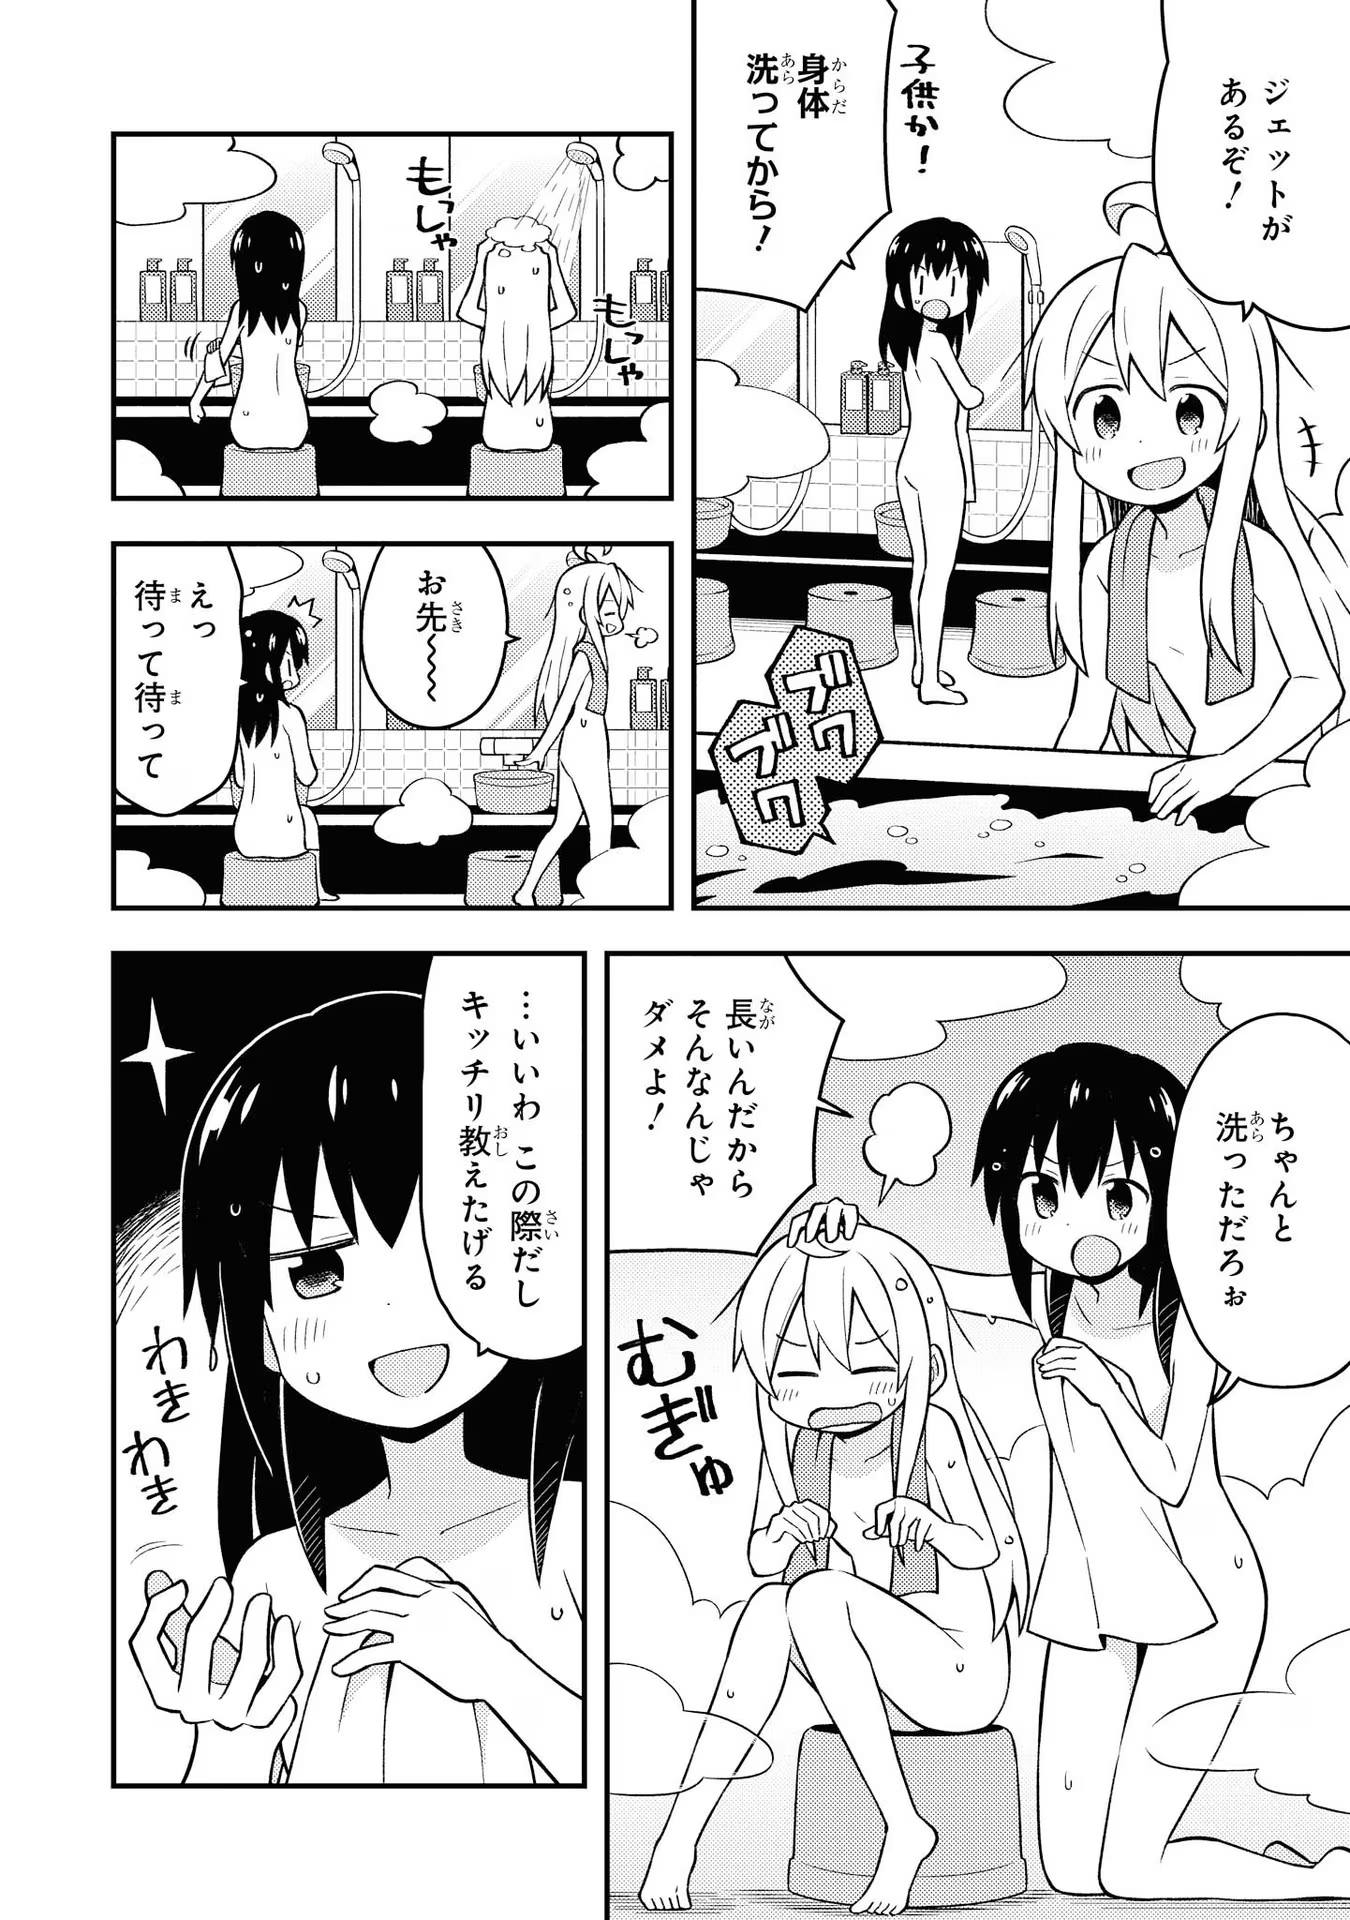 ジェットが
あるぞ！
子供か！
身体
洗ってから！
ブクブク
もっしゃ
もっしゃ
お先〜〜
えっ
待って待って
ちゃんと
洗っただろぉ
長いんだから
そんなんじゃ
ダメよ！
むぎゅ
…いいわ この際だし
キッチリ教えたげる
わきわき